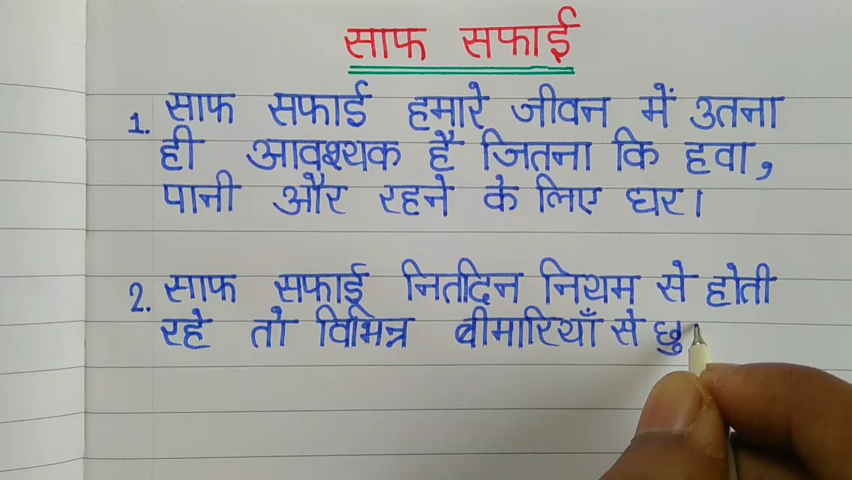 साफ सफाई
1. साफ सफाई हमारे जीवन में उतना
ही आवश्यक है जितना कि हवा,
पानी और रहने के लिए घर।
2. साफ सफाई नितदिन नियम से होती
रहे तो विभिन्न बीमारियाँ से छु